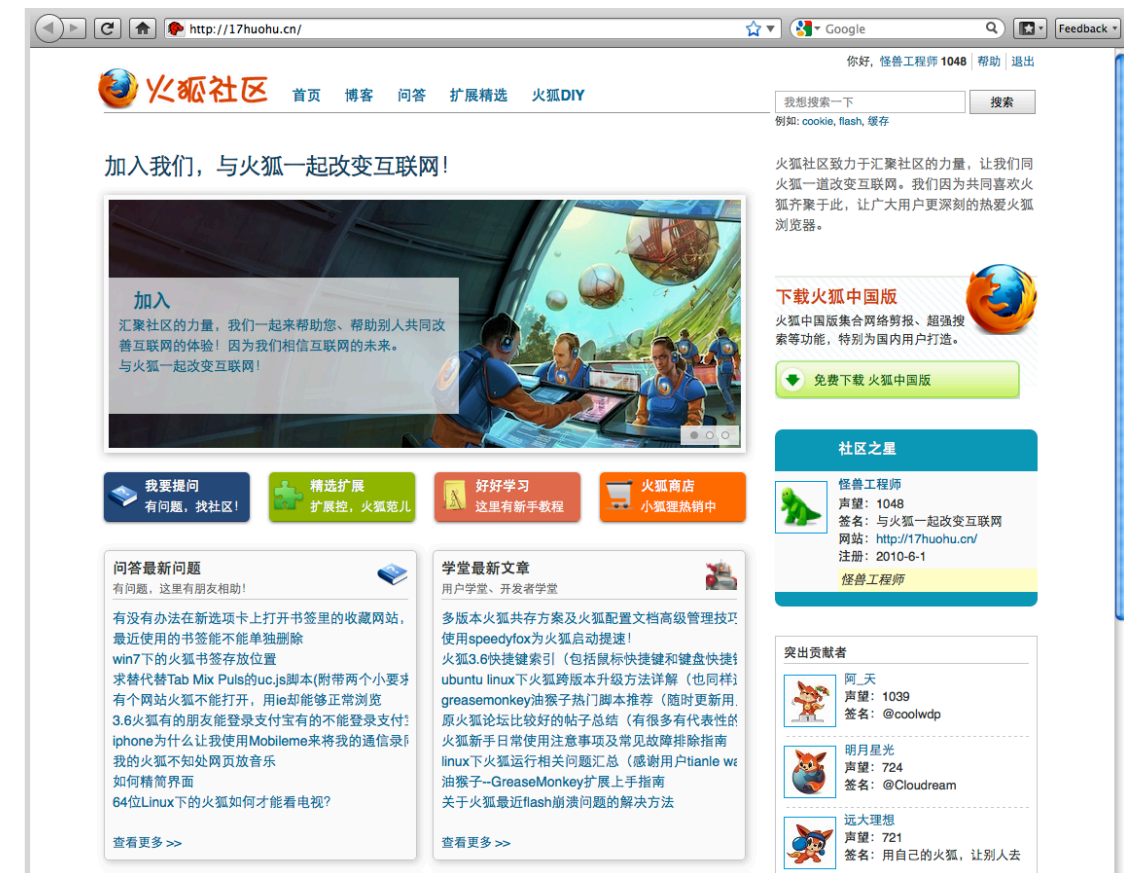 http://17huohu.cn/
Google
Feedback
你好, 怪兽工程师 1048 帮助 退出
火狐社区
首页 博客 问答 扩展精选 火狐DIY
我想搜索一下 搜索
例如: cookie, flash, 缓存
加入我们，与火狐一起改变互联网！
加入
汇聚社区的力量，我们一起来帮助您、帮助别人共同改
善互联网的体验！因为我们相信互联网的未来。
与火狐一起改变互联网！
火狐社区致力于汇聚社区的力量，让我们同
火狐一道改变互联网。我们因为共同喜欢火
狐齐聚于此，让广大用户更深刻的热爱火狐
浏览器。
下载火狐中国版
火狐中国版集合网络剪报、超强搜
索等功能，特别为国内用户打造。
免费下载 火狐中国版
我要提问
有问题，找社区！
精选扩展
扩展控，火狐范儿
好好学习
这里有新手教程
火狐商店
小狐狸热销中
社区之星
怪兽工程师
声望：1048
签名：与火狐一起改变互联网
网站：http://17huohu.cn/
注册：2010-6-1
怪兽工程师
问答最新问题
有问题，这里有朋友相助！
有没有办法在新选项卡上打开书签里的收藏网站，
最近使用的书签能不能单独删除
win7下的火狐书签存放位置
求替代替Tab Mix Puls的uc.js脚本(附带两个小要求
有个网站火狐不能打开，用ie却能够正常浏览
3.6火狐有的朋友能登录支付宝有的不能登录支付宝
iphone为什么让我使用Mobileme来将我的通信录同
我的火狐不知处网页放音乐
如何精简界面
64位Linux下的火狐如何才能看电视?
查看更多 >>
学堂最新文章
用户学堂、开发者学堂
多版本火狐共存方案及火狐配置文档高级管理技巧
使用speedyfox为火狐启动提速！
火狐3.6快捷键索引（包括鼠标快捷键和键盘快捷键
ubuntu linux下火狐跨版本升级方法详解（也同样适
greasemonkey油猴子热门脚本推荐（随时更新用
原火狐论坛比较好的帖子总结（有很多有代表性的
火狐新手日常使用注意事项及常见故障排除指南
linux下火狐运行相关问题汇总（感谢用户tianle wa
油猴子--GreaseMonkey扩展上手指南
关于火狐最近flash崩溃问题的解决方法
查看更多 >>
突出贡献者
阿_天
声望：1039
签名：@coolwdp
明月星光
声望：724
签名：@Cloudream
远大理想
声望：721
签名：用自己的火狐，让别人去